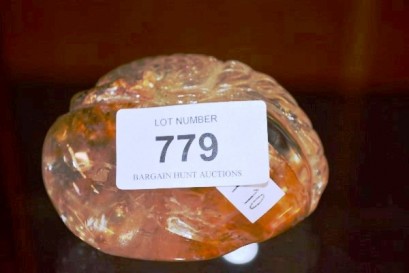 LOT NUMBER
779
BARGAIN HUNT AUCTIONS